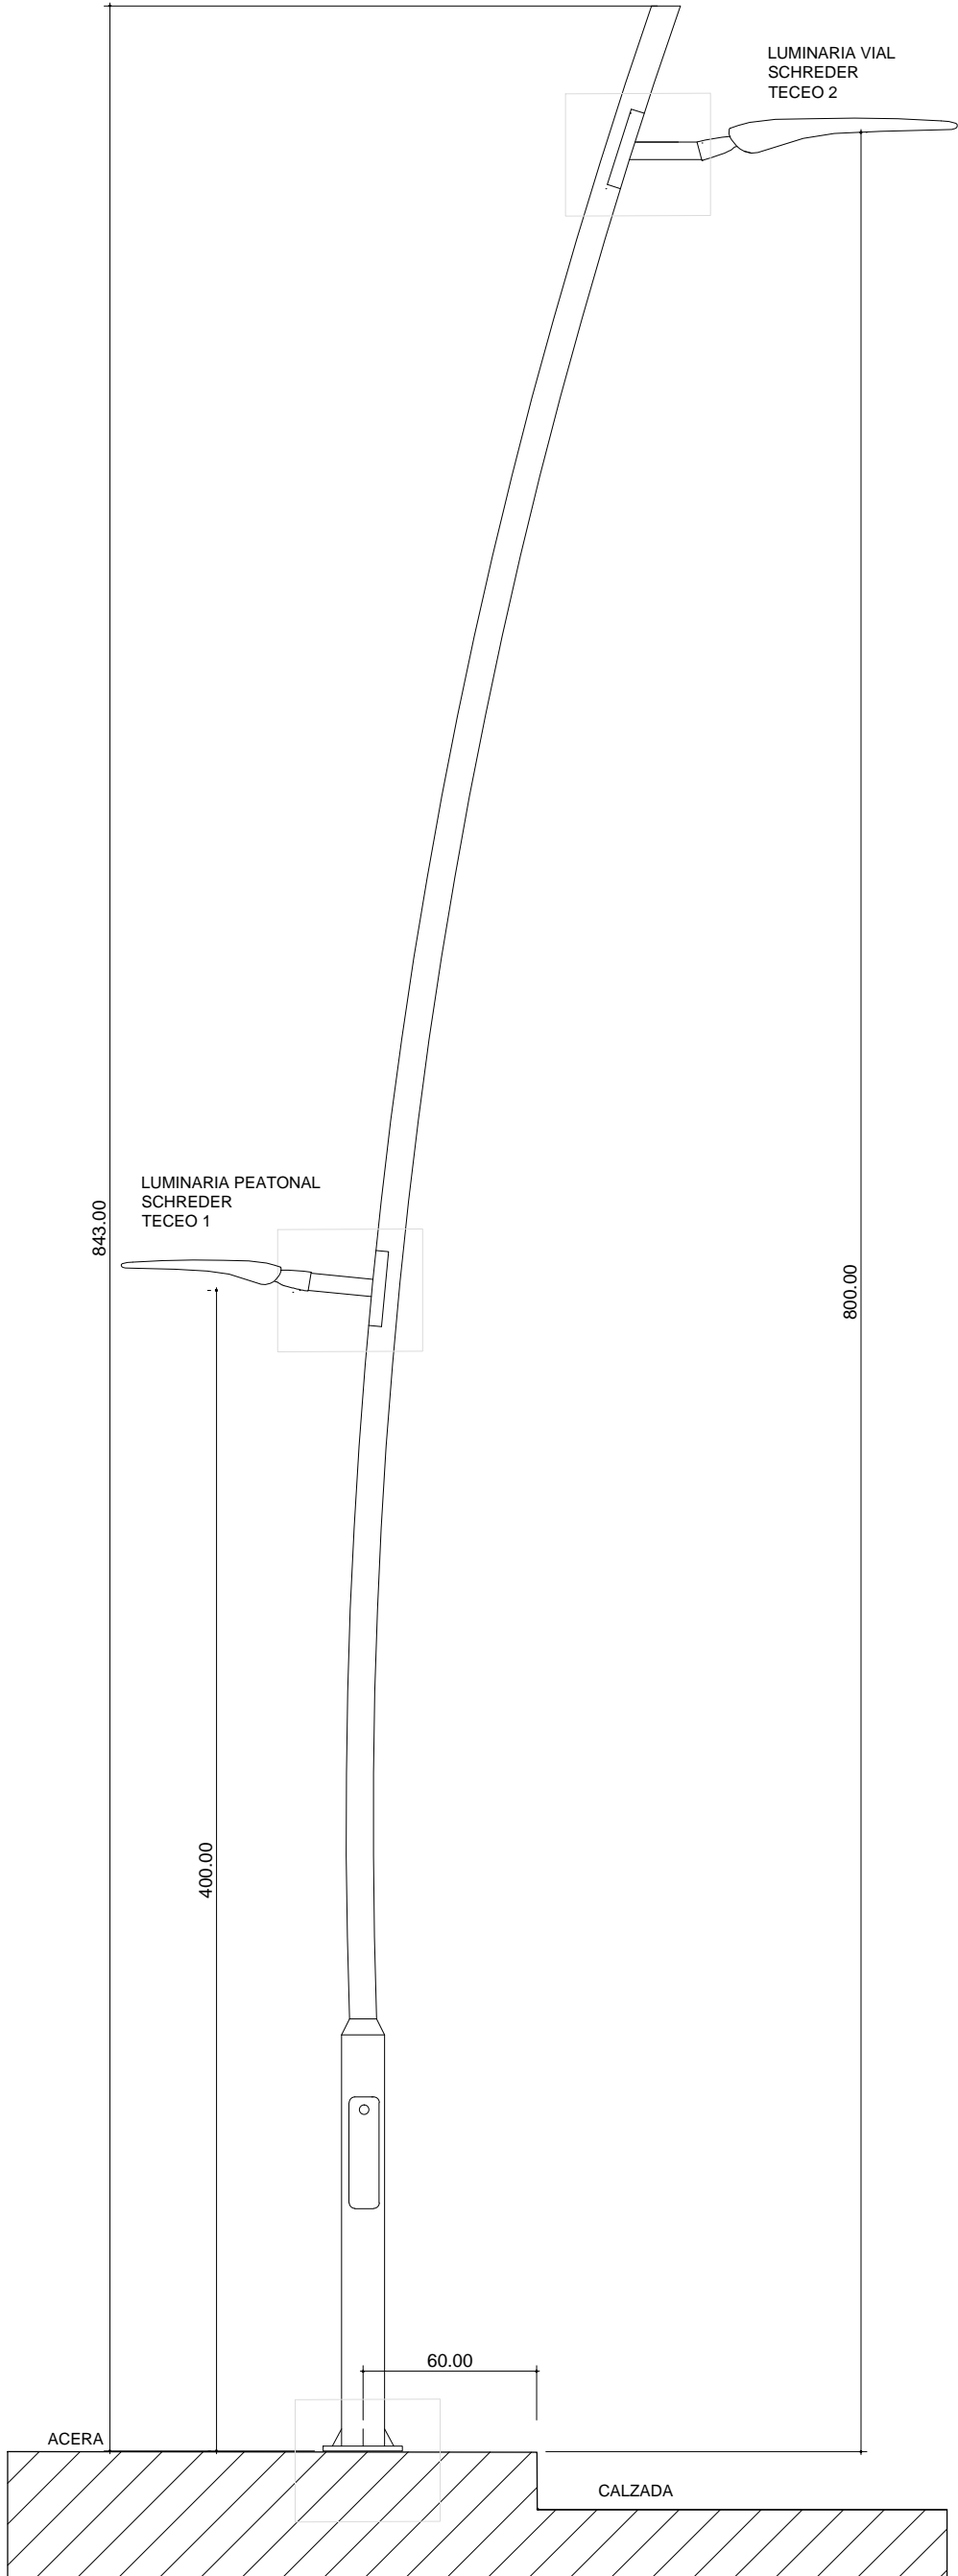 LUMINARIA VIAL
SCHREDER
TECEO 2
LUMINARIA PEATONAL
SCHREDER
TECEO 1
843.00
800.00
400.00
60.00
ACERA
CALZADA